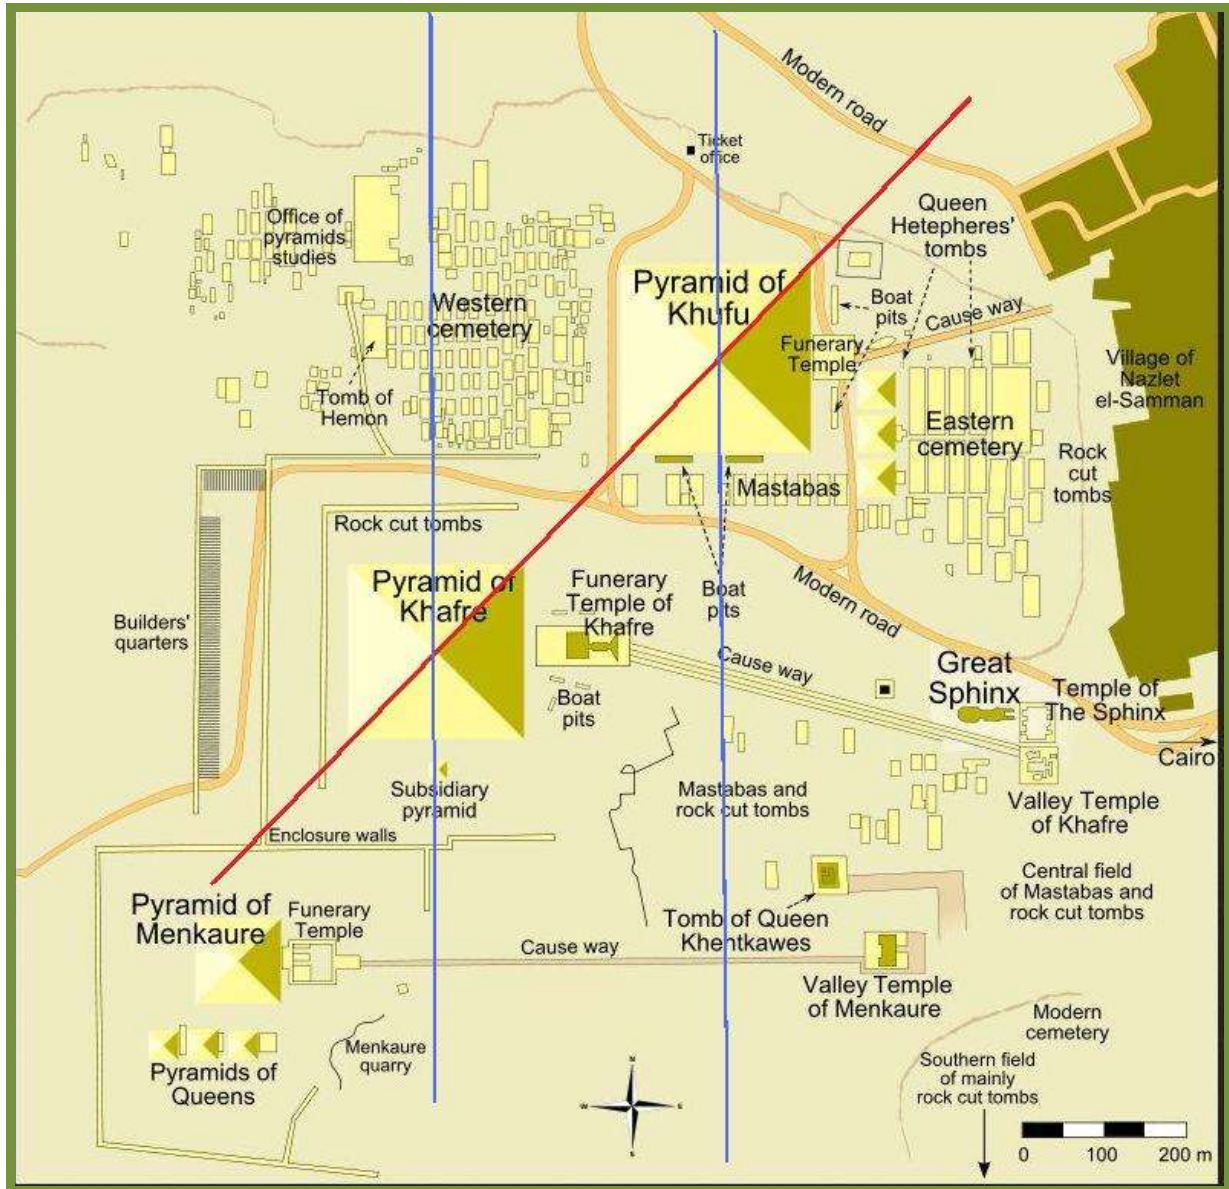 Modern road
Ticket
office
Queen
Hetepheres'
tombs
Office of
pyramids
studies
Pyramid of
Khufu
Boat
pits
Cause way
Western
cemetery
Funerary
Temple
Village of
Nazlet
el-Samman
Tomb of
Hemon
Eastern
cemetery
Rock
cut
tombs
Mastabas
Rock cut tombs
Pyramid of
Khafre
Funerary
Temple of
Khafre
Boat
pits
Modern road
Builders'
quarters
Cause way
Great
Sphinx
Temple of
The Sphinx
Boat
pits
Cairo
Subsidiary
pyramid
Mastabas and
rock cut tombs
Valley Temple
of Khafre
Enclosure walls
Central field
of Mastabas and
rock cut tombs
Pyramid of
Menkaure
Funerary
Temple
Tomb of Queen
Khentkawes
Cause way
Valley Temple
of Menkaure
Modern
cemetery
Menkaure
quarry
Pyramids of
Queens
Southern field
of mainly
rock cut tombs
N
W
E
S
0 100 200 m